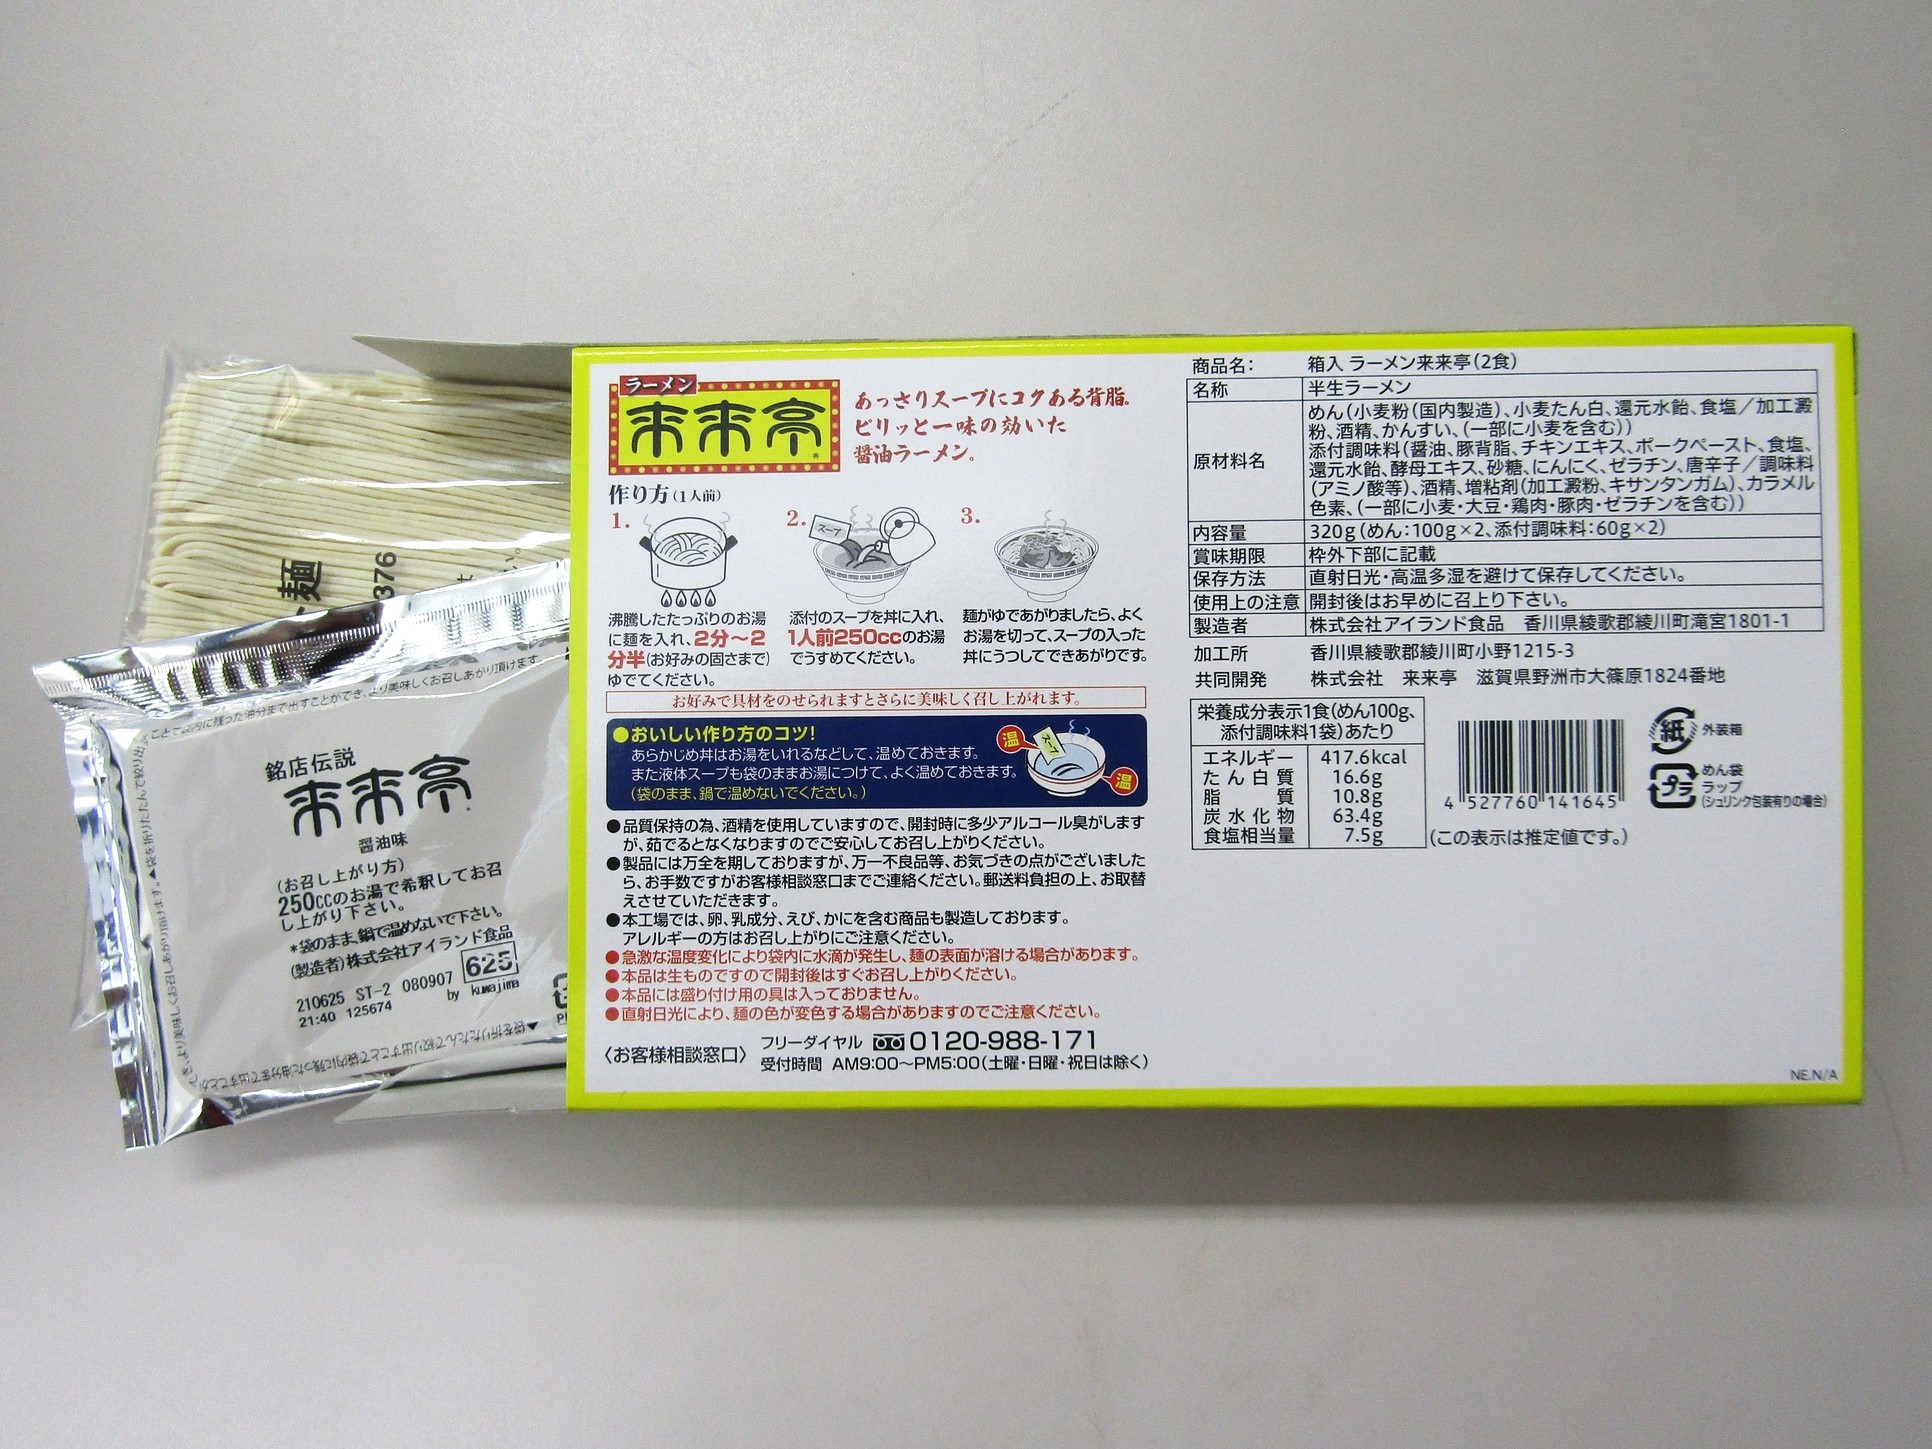 ラーメン
来来亭
あっさりスープにコクある背脂。
ピリッと一味の効いた
醤油ラーメン。
作り方(1人前)
1.
沸騰したたっぷりのお湯
に麺を入れ、2分〜2
分半(お好みの固さまで)
ゆでてください。
2.
スープ
添付のスープを丼に入れ、
1人前250ccのお湯
でうすめてください。
3.
麺がゆであがりましたら、よく
お湯を切って、スープの入った
丼にうつしてできあがりです。
お好みで具材をのせられますとさらに美味しく召し上がれます。
●おいしい作り方のコツ!
あらかじめ丼はお湯をいれるなどして、温めておきます。
また液体スープも袋のままお湯につけて、よく温めておきます。
(袋のまま、鍋で温めないでください。)
温
スープ
温
●品質保持の為、酒精を使用していますので、開封時に多少アルコール臭がします
が、茹でるとなくなりますのでご安心してお召し上がりください。
●製品には万全を期しておりますが、万一不良品等、お気づきの点がございました
ら、お手数ですがお客様相談窓口までご連絡ください。郵送料負担の上、お取替
えさせていただきます。
●本工場では、卵、乳成分、えび、かにを含む商品も製造しております。
アレルギーの方はお召し上がりにご注意ください。
●急激な温度変化により袋内に水滴が発生し、麺の表面が溶ける場合があります。
●本品は生ものですので開封後はすぐお召し上がりください。
●本品には盛り付け用の具は入っておりません。
●直射日光により、麺の色が変色する場合がありますのでご注意ください。
〈お客様相談窓口〉
フリーダイヤル 0120-988-171
受付時間 AM9:00〜PM5:00(土曜・日曜・祝日は除く)
商品名: 箱入 ラーメン来来亭(2食)
名称 半生ラーメン
原材料名
めん(小麦粉(国内製造)、小麦たん白、還元水飴、食塩/加工澱
粉、酒精、かんすい、(一部に小麦を含む))
添付調味料(醤油、豚背脂、チキンエキス、ポークペースト、食塩、
還元水飴、酵母エキス、砂糖、にんにく、ゼラチン、唐辛子/調味料
(アミノ酸等)、酒精、増粘剤(加工澱粉、キサンタンガム)、カラメル
色素、(一部に小麦・大豆・鶏肉・豚肉・ゼラチンを含む))
内容量 320g(めん:100g×2、添付調味料:60g×2)
賞味期限 枠外下部に記載
保存方法 直射日光・高温多湿を避けて保存してください。
使用上の注意 開封後はお早めに召上り下さい。
製造者 株式会社アイランド食品 香川県綾歌郡綾川町滝宮1801-1
加工所 香川県綾歌郡綾川町小野1215-3
共同開発 株式会社 来来亭 滋賀県野洲市大篠原1824番地
栄養成分表示1食(めん100g、
添付調味料1袋)あたり
エネルギー 417.6kcal
たん白質 16.6g
脂質 10.8g
炭水化物 63.4g
食塩相当量 7.5g
(この表示は推定値です。)
4 527760 141645
紙 外装箱
プラ めん袋
ラップ
(シュリンク包装有りの場合)
NE.N/A
麺
376
銘店伝説
来来亭
醤油味
(お召し上がり方)
250ccのお湯で希釈してお召
し上がり下さい。
*袋のまま、鍋で温めないで下さい。
(製造者)株式会社アイランド食品
210625 ST-2 080907 625
21:40 125674 by kuwajima